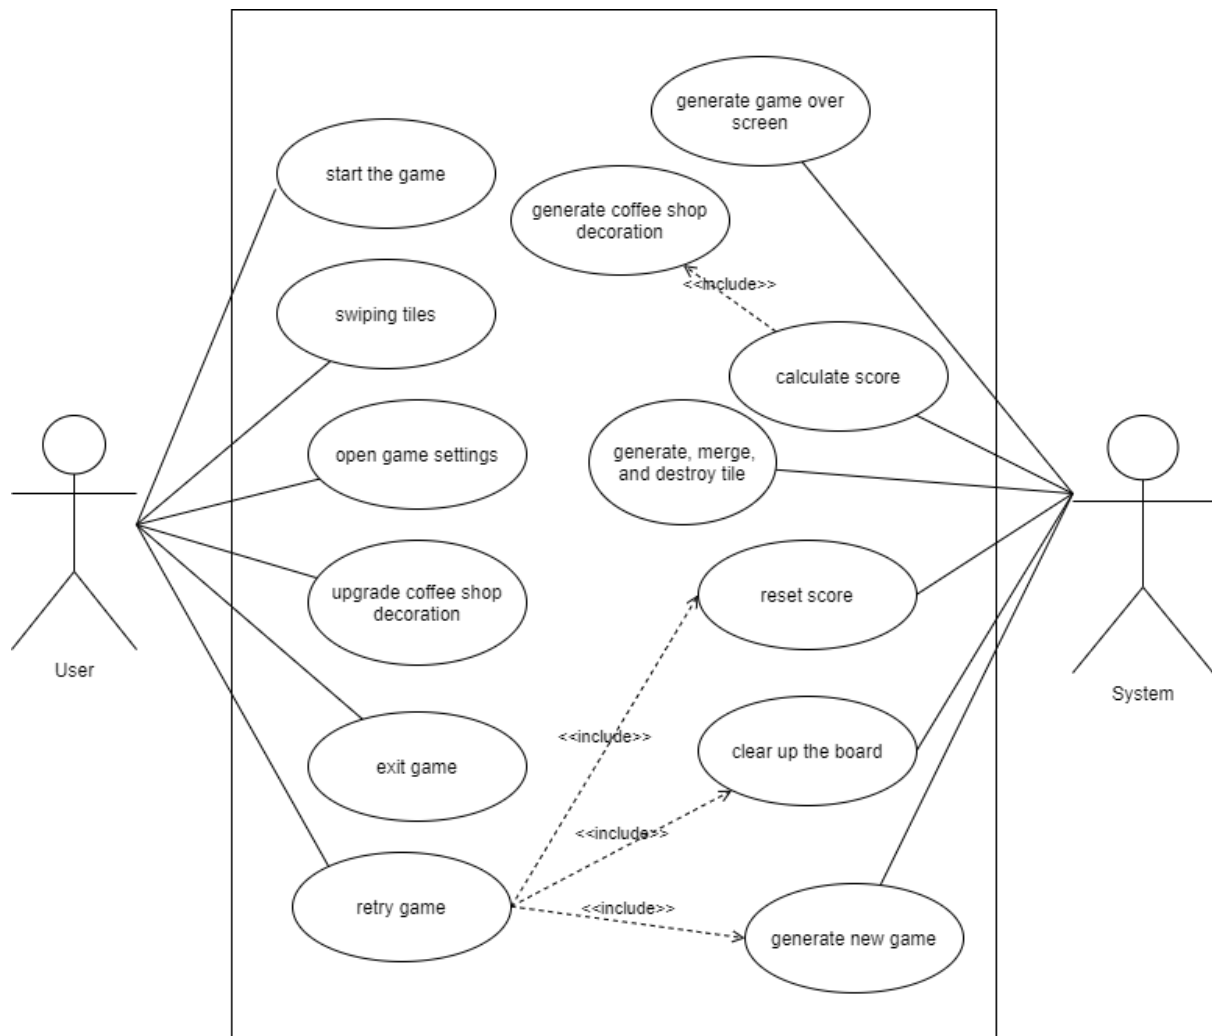 generate game over
screen
start the game
generate coffee shop
decoration
<<include>>
swiping tiles
calculate score
open game settings
generate, merge,
and destroy tile
upgrade coffee shop
decoration
reset score
User
System
<<include>>
clear up the board
exit game
<<include>>
retry game
<<include>>
generate new game